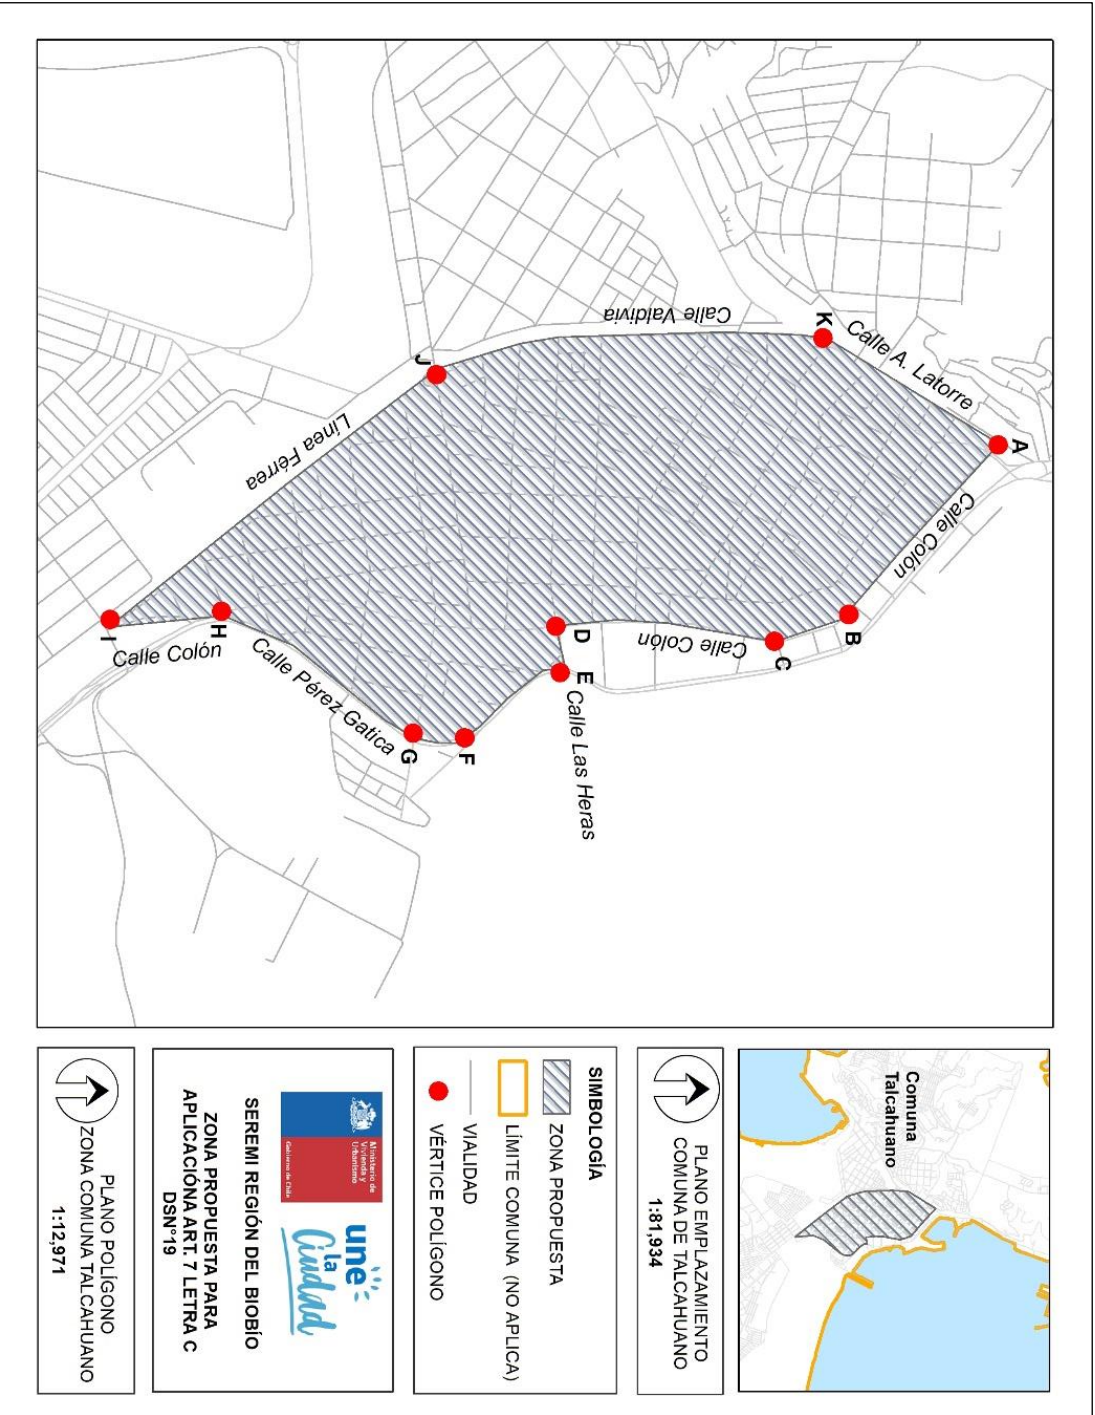 K
Calle A. Latorre
A
Calle Valdivia
Calle Colón
J
Línea Férrea
B
C
Calle Colón
D
E
Calle Las Heras
F
G
Calle Pérez Gatica
H
I
Calle Colón
Comuna
Talcahuano
PLANO EMPLAZAMIENTO
COMUNA DE TALCAHUANO
1:81,934
SIMBOLOGÍA
ZONA PROPUESTA
LÍMITE COMUNA (NO APLICA)
VIALIDAD
VÉRTICE POLÍGONO
Ministerio de
Vivienda y
Urbanismo
Gobierno de Chile
une
la
Ciudad
SEREMI REGIÓN DEL BIOBÍO
ZONA PROPUESTA PARA
APLICACIÓNA ART. 7 LETRA C
DSN°19
PLANO POLÍGONO
ZONA COMUNA TALCAHUANO
1:12,971